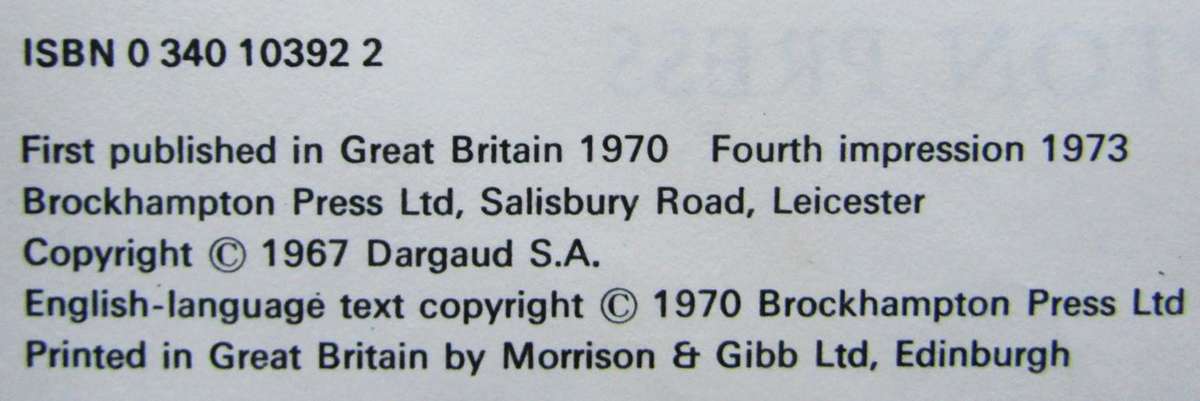 ISBN 0 340 10392 2
First published in Great Britain 1970 Fourth impression 1973
Brockhampton Press Ltd, Salisbury Road, Leicester
Copyright © 1967 Dargaud S.A.
English-language text copyright © 1970 Brockhampton Press Ltd
Printed in Great Britain by Morrison & Gibb Ltd, Edinburgh